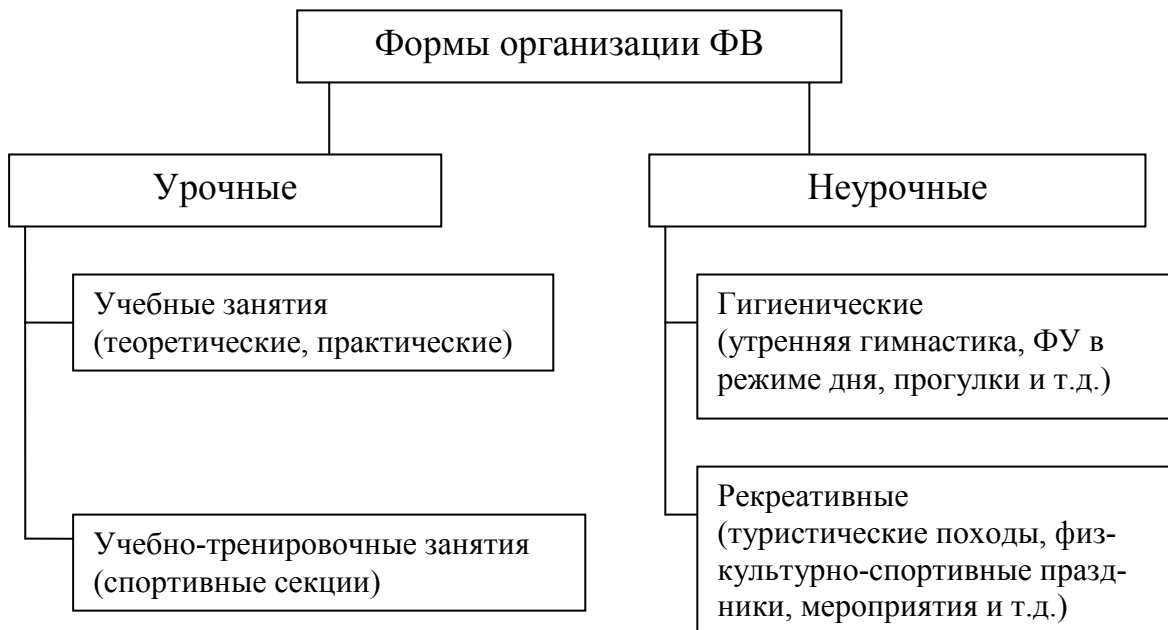 Формы организации ФВ
Урочные
Неурочные
Учебные занятия
(теоретические, практические)
Гигиенические
(утренняя гимнастика, ФУ в
режиме дня, прогулки и т.д.)
Учебно-тренировочные занятия
(спортивные секции)
Рекреативные
(туристические походы, физ-
культурно-спортивные празд-
ники, мероприятия и т.д.)